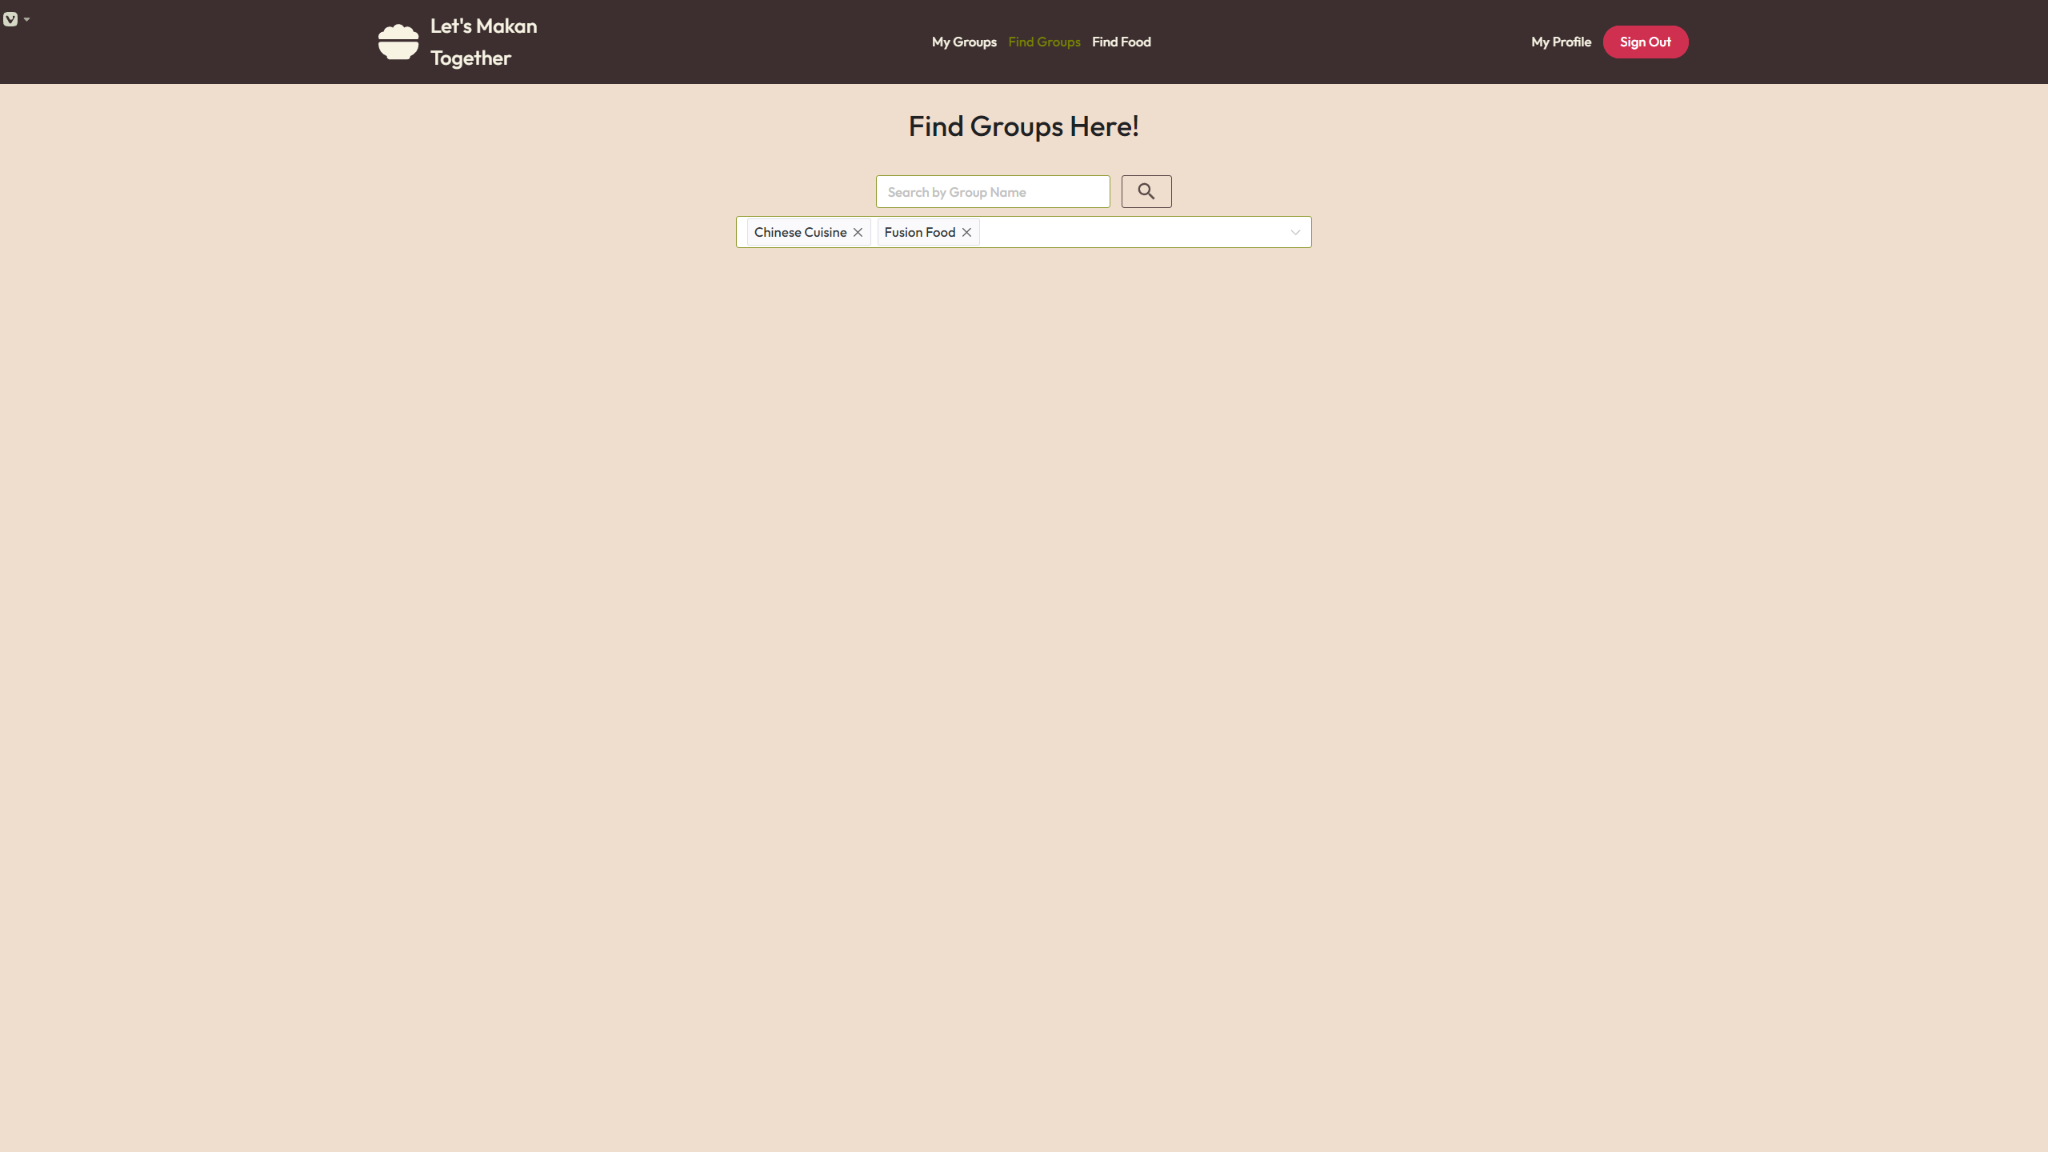 Let's Makan
Together
My Groups Find Groups Find Food
My Profile Sign Out
Find Groups Here!
Search by Group Name
Chinese Cuisine Fusion Food